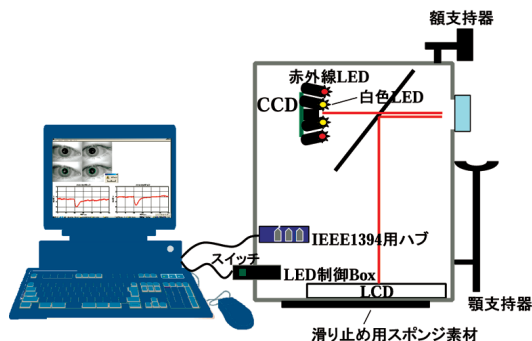 額支持器
赤外線LED
白色LED
CCD
IEEE1394用ハブ
スイッチ
LED制御Box
LCD
顎支持器
滑り止め用スポンジ素材